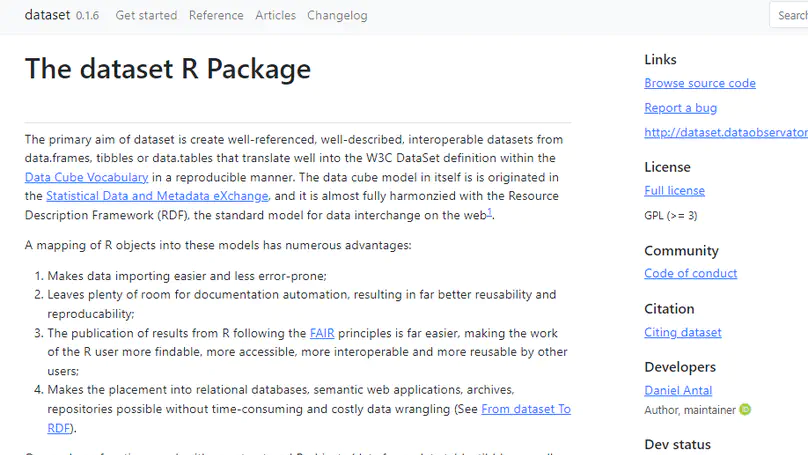 dataset 0.1.6 Get started Reference Articles Changelog Search
The dataset R Package
The primary aim of dataset is create well-referenced, well-described, interoperable datasets from
data.frames, tibbles or data.tables that translate well into the W3C DataSet definition within the
Data Cube Vocabulary in a reproducible manner. The data cube model in itself is is originated in
the Statistical Data and Metadata eXchange, and it is almost fully harmonzied with the Resource
Description Framework (RDF), the standard model for data interchange on the web1.
A mapping of R objects into these models has numerous advantages:
1. Makes data importing easier and less error-prone;
2. Leaves plenty of room for documentation automation, resulting in far better reusability and
reproducability;
3. The publication of results from R following the FAIR principles is far easier, making the work
of the R user more findable, more accessible, more interoperable and more reusable by other
users;
4. Makes the placement into relational databases, semantic web applications, archives,
repositories possible without time-consuming and costly data wrangling (See From dataset To
RDF).
Links
Browse source code
Report a bug
http://dataset.dataobservator
License
Full license
GPL (>= 3)
Community
Code of conduct
Citation
Citing dataset
Developers
Daniel Antal
Author, maintainer iD
Dev status